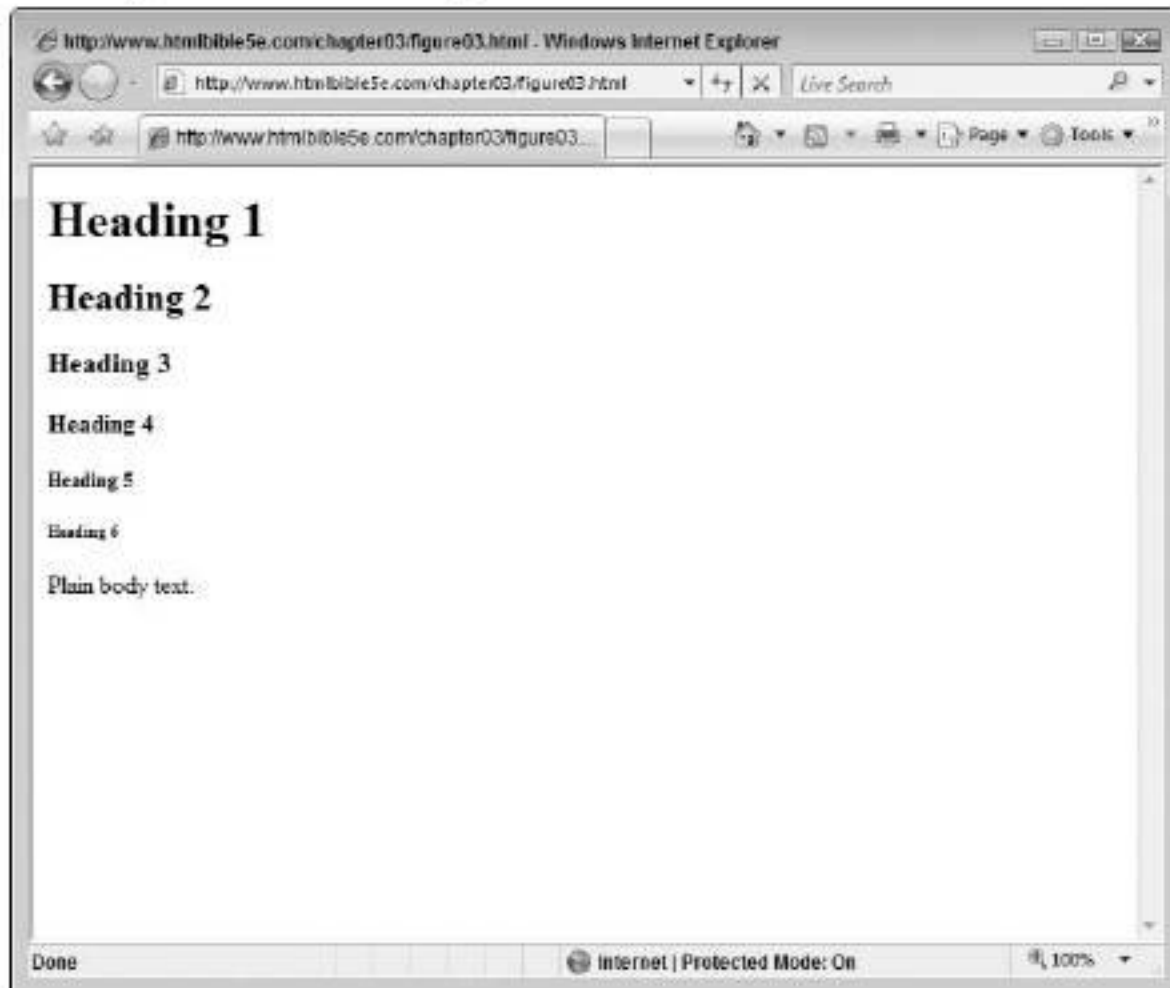 http://www.htmlbible5e.com/chapter03/figure03.html - Windows Internet Explorer
http://www.htmlbible5e.com/chapter03/figure03.html
Live Search
http://www.htmlbible5e.com/chapter03/figure03...
Page
Tools
Heading 1
Heading 2
Heading 3
Heading 4
Heading 5
Heading 6
Plain body text.
Done
Internet | Protected Mode: On
100%